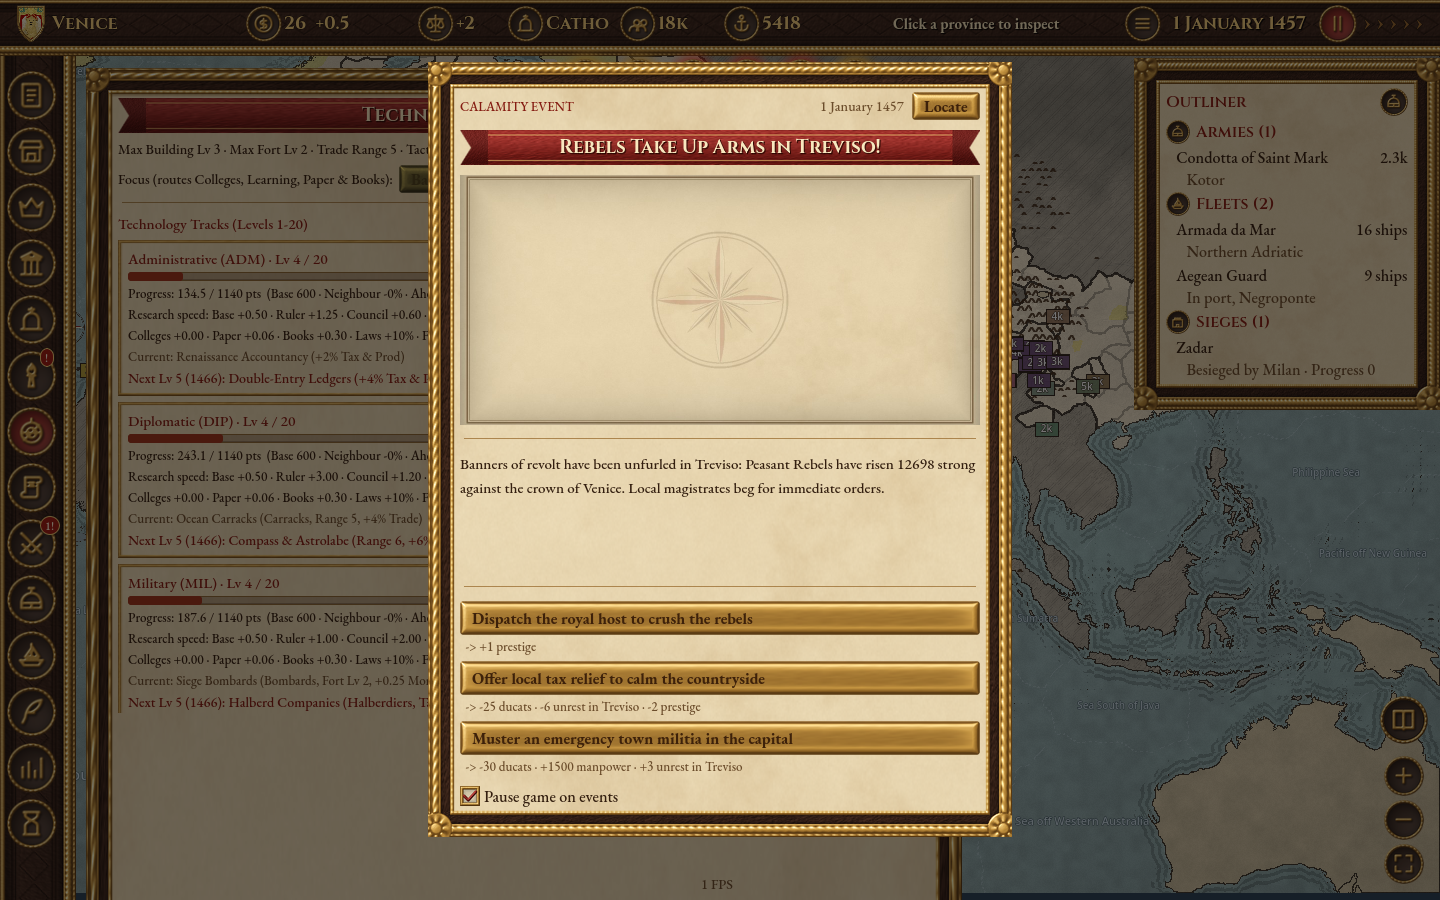 VENICE
26 +0.5
+2
CATHO
18K
5418
Click a province to inspect
1 JANUARY 1457
TECHN
Max Building Lv 3 · Max Fort Lv 2 · Trade Range 5 · Tact
Focus (routes Colleges, Learning, Paper & Books):
Technology Tracks (Levels 1-20)
Administrative (ADM) · Lv 4 / 20
Progress: 134.5 / 1140 pts (Base 600 · Neighbour -0% · Ahe
Research speed: Base +0.50 · Ruler +1.25 · Council +0.60 ·
Colleges +0.00 · Paper +0.06 · Books +0.30 · Laws +10% · F
Current: Renaissance Accountancy (+2% Tax & Prod)
Next Lv 5 (1466): Double-Entry Ledgers (+4% Tax & P
Diplomatic (DIP) · Lv 4 / 20
Progress: 243.1 / 1140 pts (Base 600 · Neighbour -0% · Ahe
Research speed: Base +0.50 · Ruler +3.00 · Council +1.20 ·
Colleges +0.00 · Paper +0.06 · Books +0.30 · Laws +10% · F
Current: Ocean Carracks (Carracks, Range 5, +4% Trade)
Next Lv 5 (1466): Compass & Astrolabe (Range 6, +6%
Military (MIL) · Lv 4 / 20
Progress: 187.6 / 1140 pts (Base 600 · Neighbour -0% · Ahe
Research speed: Base +0.50 · Ruler +1.00 · Council +2.00 ·
Colleges +0.00 · Paper +0.06 · Books +0.30 · Laws +10% · F
Current: Siege Bombards (Bombards, Fort Lv 2, +0.25 Mor
Next Lv 5 (1466): Halberd Companies (Halberdiers, T
CALAMITY EVENT
1 January 1457
Locate
REBELS TAKE UP ARMS IN TREVISO!
Banners of revolt have been unfurled in Treviso: Peasant Rebels have risen 12698 strong
against the crown of Venice. Local magistrates beg for immediate orders.
Dispatch the royal host to crush the rebels
-> +1 prestige
Offer local tax relief to calm the countryside
-> -25 ducats · -6 unrest in Treviso · -2 prestige
Muster an emergency town militia in the capital
-> -30 ducats · +1500 manpower · +3 unrest in Treviso
Pause game on events
1 FPS
OUTLINER
ARMIES (1)
Condotta of Saint Mark 2.3k
Kotor
FLEETS (2)
Armada da Mar 16 ships
Northern Adriatic
Aegean Guard 9 ships
In port, Negroponte
SIEGES (1)
Zadar
Besieged by Milan · Progress 0
4k
2k
3k
1k
5k
2k
Philippine Sea
Pacific off New Guinea
Sea South of Java
Sea off Western Australia